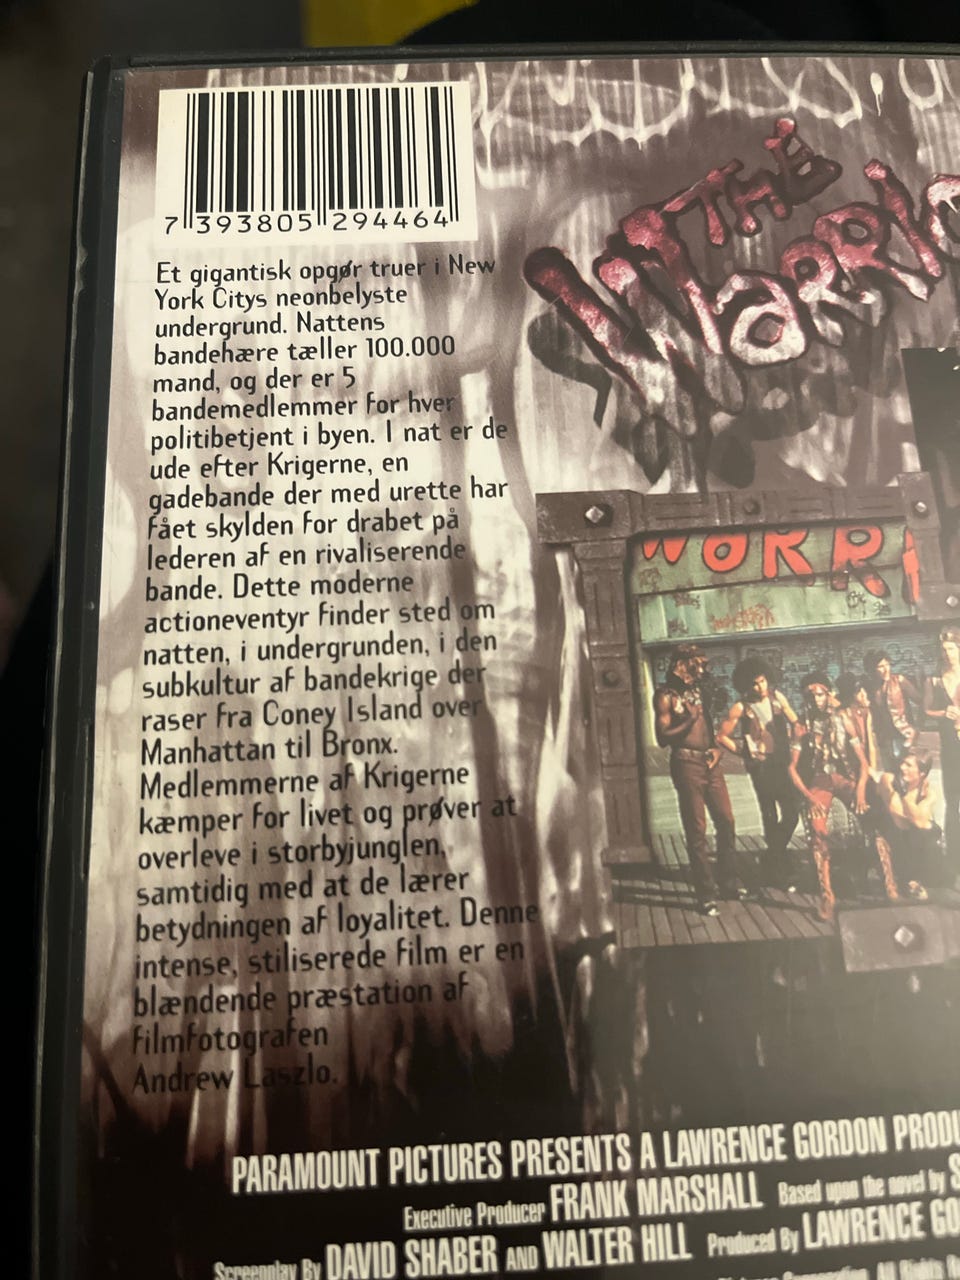 7 393805 294464
Et gigantisk opgør truer i New
York Citys neonbelyste
undergrund. Nattens
bandehære tæller 100.000
mand, og der er 5
bandemedlemmer for hver
politibetjent i byen. I nat er de
ude efter Krigerne, en
gadebande der med urette har
fået skylden for drabet på
lederen af en rivaliserende
bande. Dette moderne
actioneventyr finder sted om
natten, i undergrunden, i den
subkultur af bandekrige der
raser fra Coney Island over
Manhattan til Bronx.
Medlemmerne af Krigerne
kæmper for livet og prøver at
overleve i storbyjunglen,
samtidig med at de lærer
betydningen af loyalitet. Denne
intense, stiliserede film er en
blændende præstation af
filmfotografen
Andrew Laszlo.
THE
WARRIO
WORRI
PARAMOUNT PICTURES PRESENTS A LAWRENCE GORDON PRODU
Executive Producer FRANK MARSHALL Based upon the novel by S
Screenplay By DAVID SHABER AND WALTER HILL Produced By LAWRENCE GO
All Rights